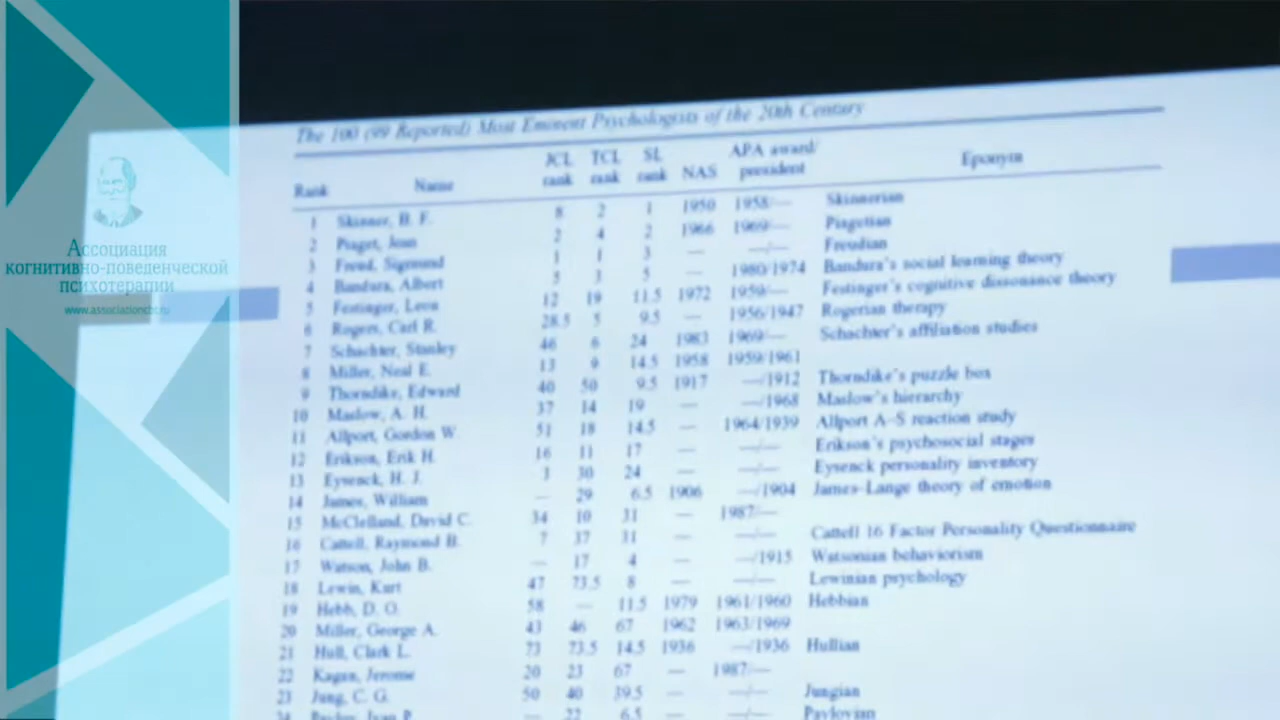 Ассоциация
когнитивно-поведенческой
психотерапии
www.associationcbt.ru
The 100 (99 Reported) Most Eminent Psychologists of the 20th Century
Rank Name JCL rank TCL rank SL rank NAS APA award/president Eponym
1 Skinner, B. F. 8 2 1 1950 1958/— Skinnerian
2 Piaget, Jean 2 4 2 1966 1969/— Piagetian
3 Freud, Sigmund 1 1 3 — —/— Freudian
4 Bandura, Albert 5 3 5 — 1980/1974 Bandura's social learning theory
5 Festinger, Leon 12 19 11.5 1972 1959/— Festinger's cognitive dissonance theory
6 Rogers, Carl R. 28.5 5 9.5 — 1956/1947 Rogerian therapy
7 Schachter, Stanley 46 6 24 1983 1969/— Schachter's affiliation studies
8 Miller, Neal E. 13 9 14.5 1958 1959/1961
9 Thorndike, Edward 40 50 9.5 1917 —/1912 Thorndike's puzzle box
10 Maslow, A. H. 37 14 19 — —/1968 Maslow's hierarchy
11 Allport, Gordon W. 51 18 14.5 — 1964/1939 Allport A–S reaction study
12 Erikson, Erik H. 16 11 17 — —/— Erikson's psychosocial stages
13 Eysenck, H. J. 3 30 24 — —/— Eysenck personality inventory
14 James, William — 29 6.5 1906 —/1904 James–Lange theory of emotion
15 McClelland, David C. 34 10 31 — 1987/—
16 Cattell, Raymond B. 7 37 31 — —/— Cattell 16 Factor Personality Questionnaire
17 Watson, John B. — 17 4 — —/1915 Watsonian behaviorism
18 Lewin, Kurt 47 73.5 8 — —/— Lewinian psychology
19 Hebb, D. O. 58 — 11.5 1979 1961/1960 Hebbian
20 Miller, George A. 43 46 67 1962 1963/1969
21 Hull, Clark L. 73 73.5 14.5 1936 —/1936 Hullian
22 Kagan, Jerome 20 23 67 — 1987/—
23 Jung, C. G. 50 40 39.5 — —/— Jungian
24 Pavlov, Ivan P. — 22 6.5 — —/— Pavlovian